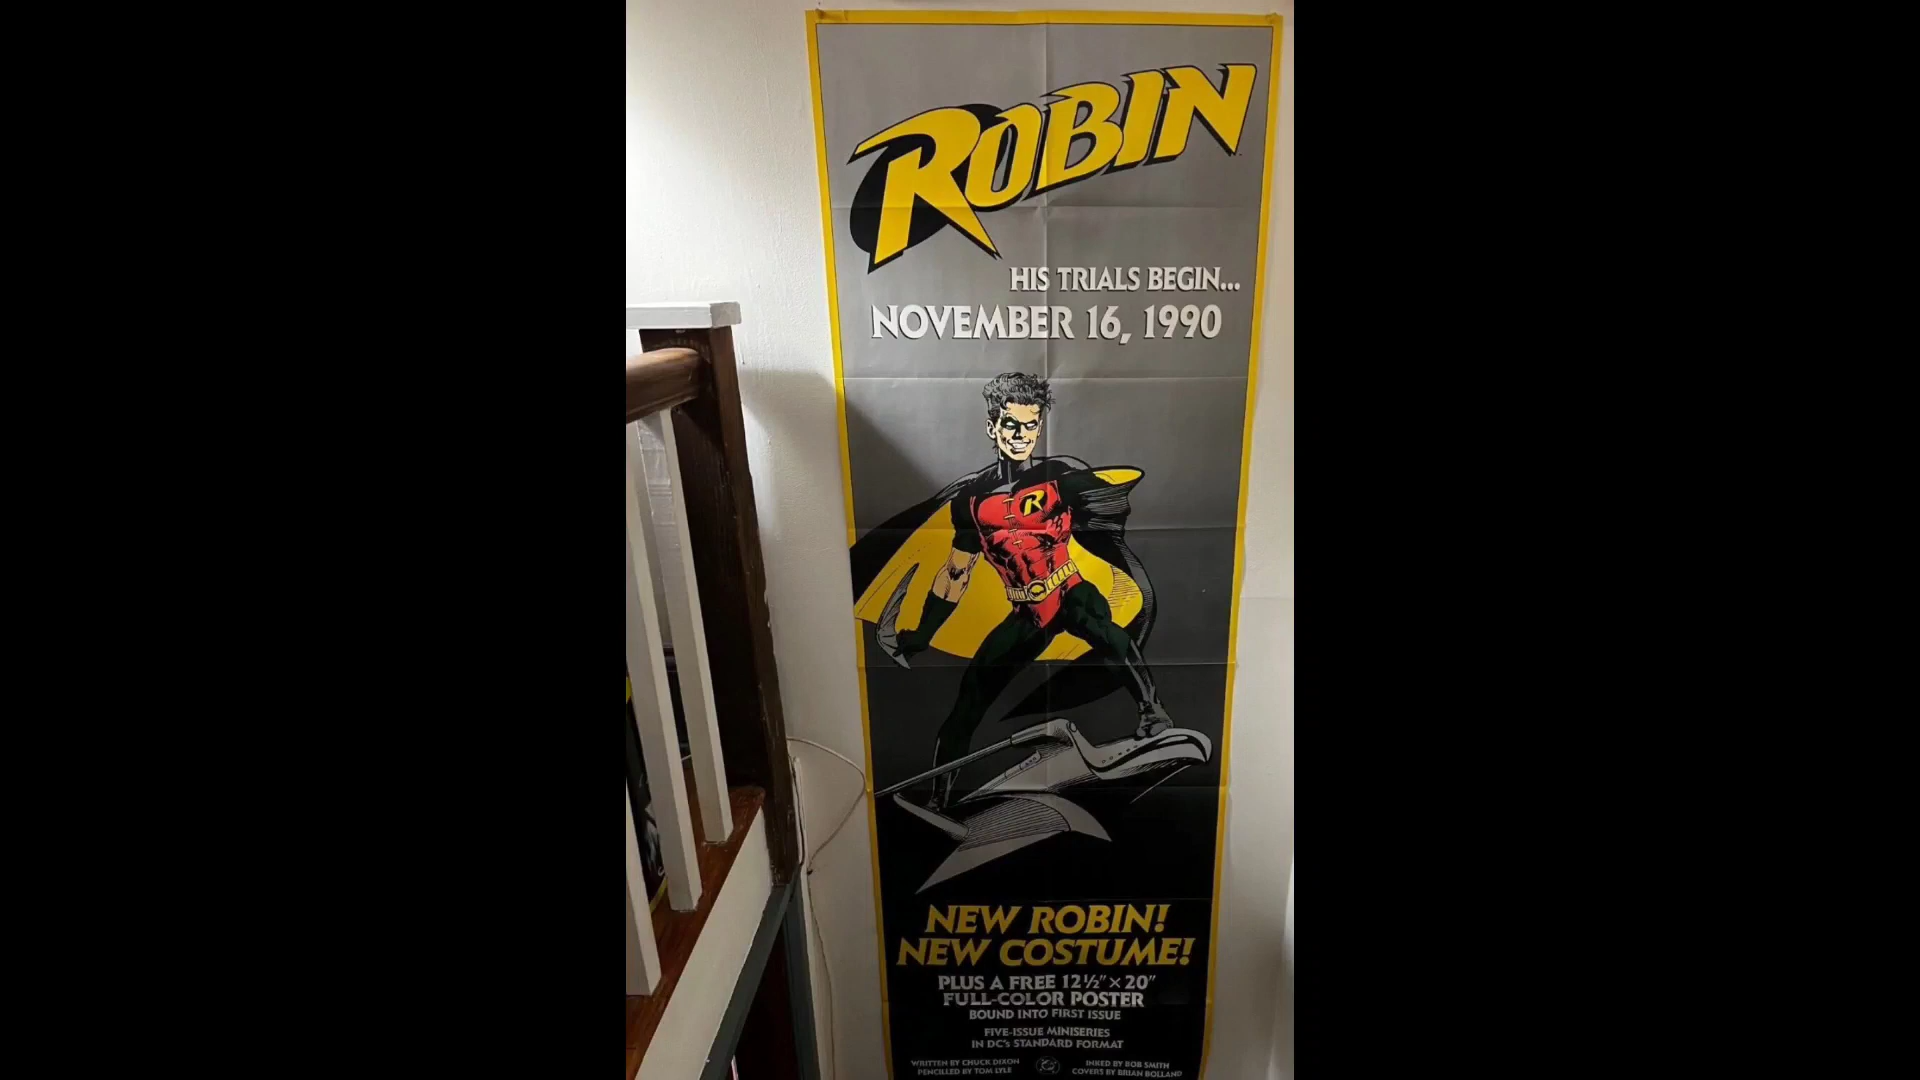 ROBIN
HIS TRIALS BEGIN...
NOVEMBER 16, 1990
R
NEW ROBIN!
NEW COSTUME!
PLUS A FREE 12½" × 20"
FULL-COLOR POSTER
BOUND INTO FIRST ISSUE
FIVE-ISSUE MINISERIES
IN DC's STANDARD FORMAT
WRITTEN BY CHUCK DIXON
PENCILLED BY TOM LYLE
INKED BY BOB SMITH
COVERS BY BRIAN BOLLAND